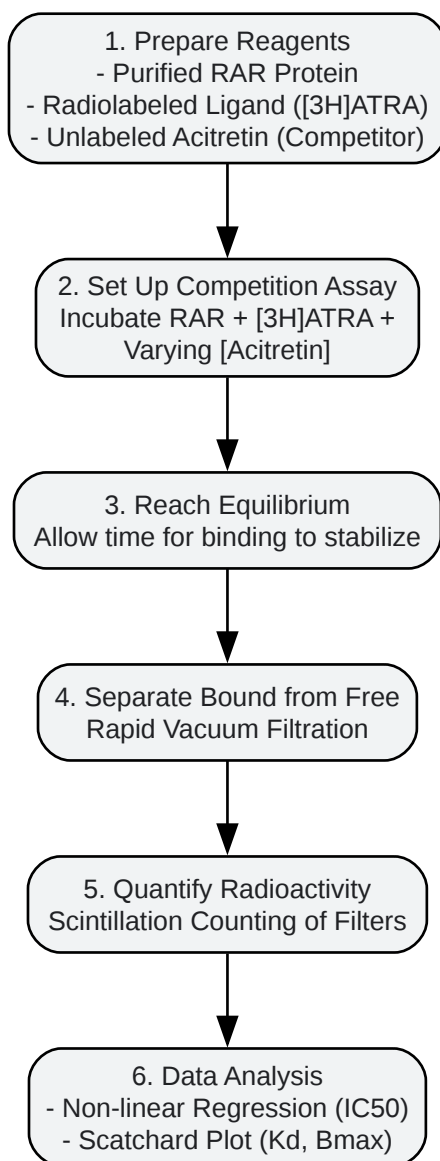 1. Prepare Reagents
- Purified RAR Protein
- Radiolabeled Ligand ([3H]ATRA)
- Unlabeled Acitretin (Competitor)
2. Set Up Competition Assay
Incubate RAR + [3H]ATRA +
Varying [Acitretin]
3. Reach Equilibrium
Allow time for binding to stabilize
4. Separate Bound from Free
Rapid Vacuum Filtration
5. Quantify Radioactivity
Scintillation Counting of Filters
6. Data Analysis
- Non-linear Regression (IC50)
- Scatchard Plot (Kd, Bmax)